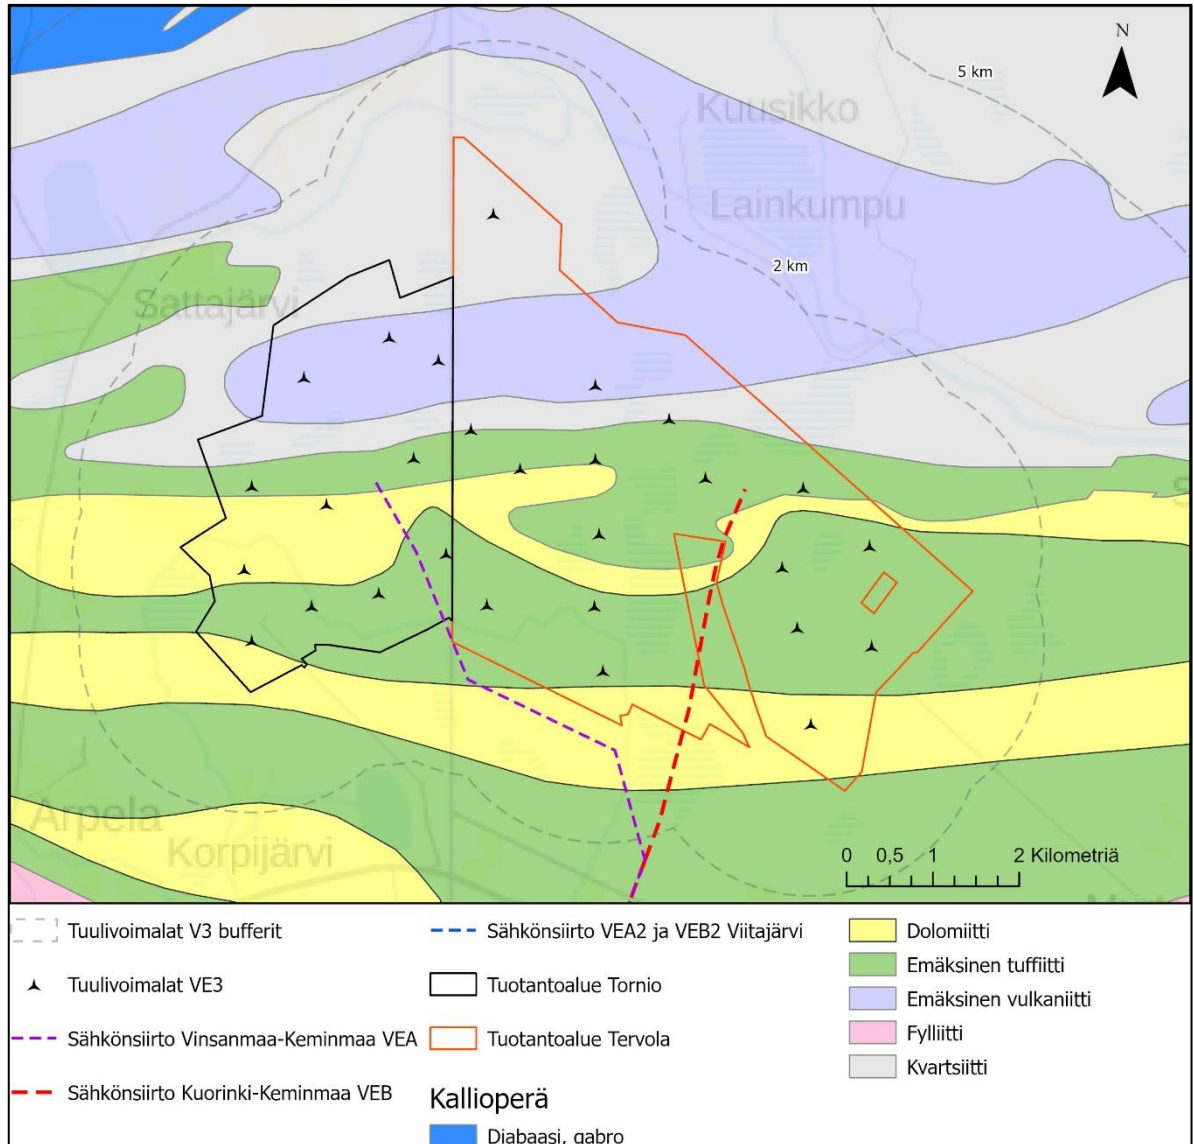 N
5 km
Kuusikko
Lainkumpu
2 km
Sattajärvi
Arpela
Korpijärvi
0 0,5 1 2 Kilometriä
Tuulivoimalat V3 bufferit
Tuulivoimalat VE3
Sähkönsiirto Vinsanmaa-Keminmaa VEA
Sähkönsiirto Kuorinki-Keminmaa VEB
Sähkönsiirto VEA2 ja VEB2 Viitajärvi
Tuotantoalue Tornio
Tuotantoalue Tervola
Kallioperä
Diabaasi, gabro
Dolomiitti
Emäksinen tuffiitti
Emäksinen vulkaniitti
Fylliitti
Kvartsiitti